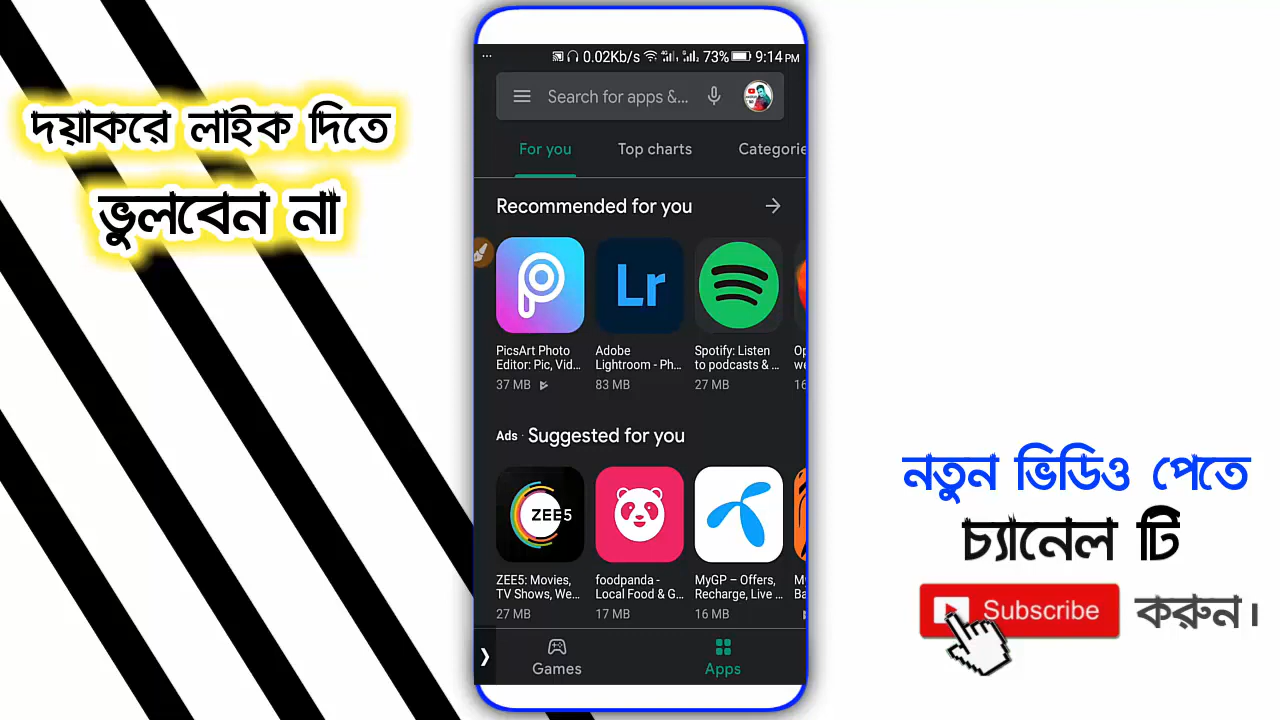 দয়াকরে লাইক দিতে
ভুলবেন না
0.02Kb/s 73% 9:14 PM
Search for apps &...
For you Top charts Categorie
Recommended for you
PicsArt Photo Editor: Pic, Vid...
37 MB
Adobe Lightroom - Ph...
83 MB
Spotify: Listen to podcasts & ...
27 MB
Ads · Suggested for you
ZEE5
ZEE5: Movies, TV Shows, We...
27 MB
foodpanda - Local Food & G...
17 MB
MyGP – Offers, Recharge, Live ...
16 MB
Games Apps
নতুন ভিডিও পেতে
চ্যানেল টি
Subscribe করুন।